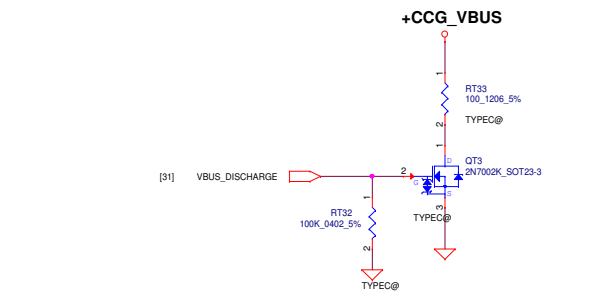 +CCG_VBUS
1
RT33
100_1206_5%
TYPEC@
2
1
D
QT3
2N7002K_SOT23-3
[31] VBUS_DISCHARGE
2
G
S
1
RT32
100K_0402_5%
2
TYPEC@
3
TYPEC@